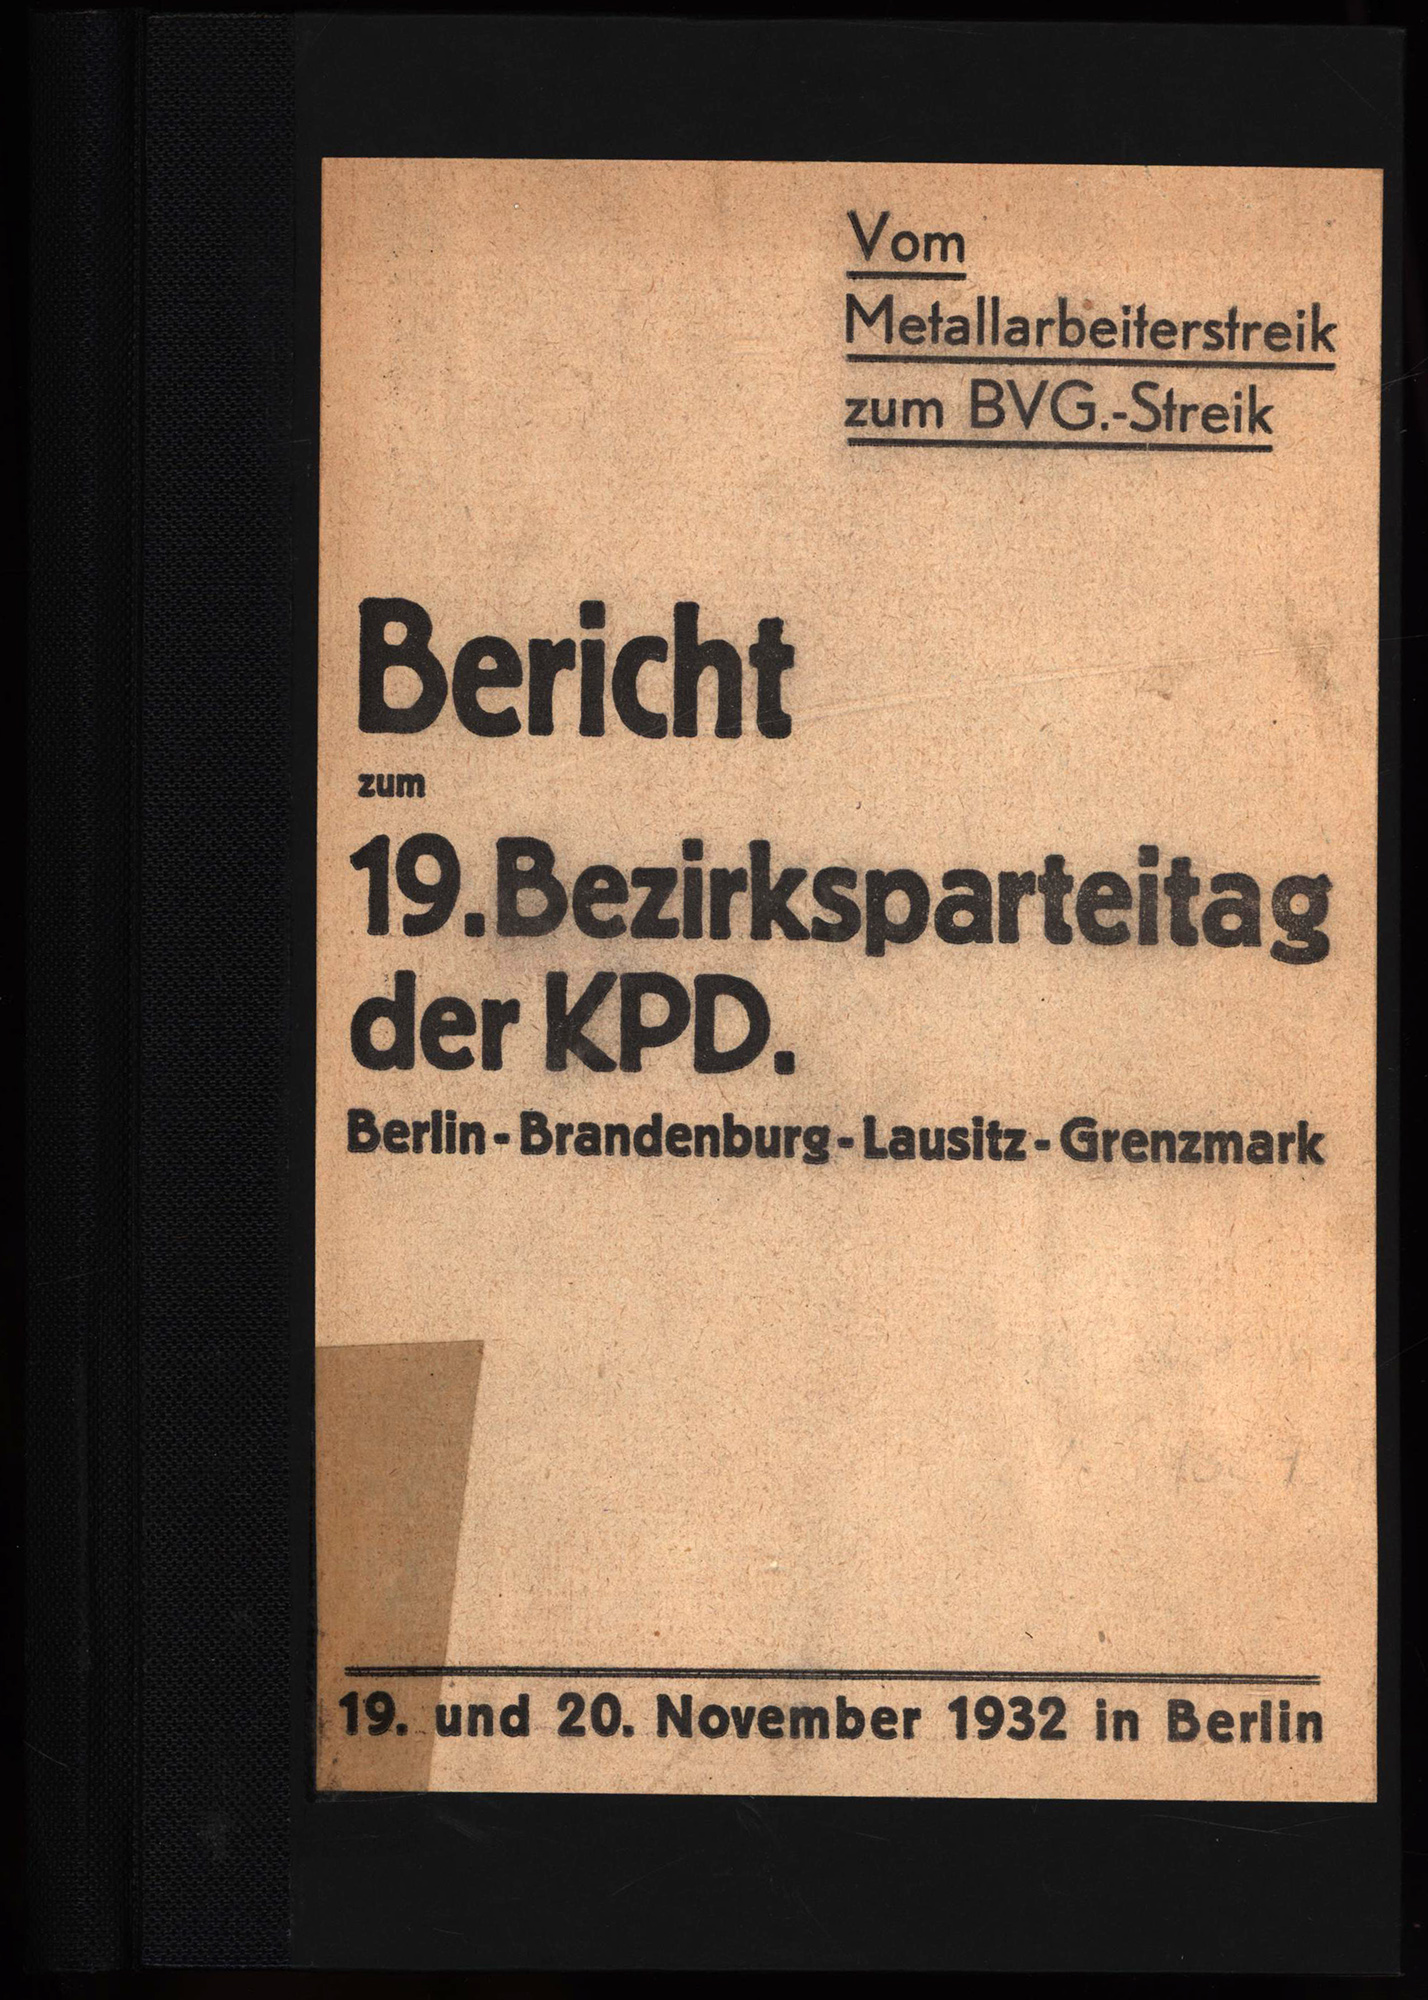 Vom
Metallarbeiterstreik
zum BVG.-Streik
Bericht
zum
19. Bezirksparteitag
der KPD.
Berlin - Brandenburg - Lausitz - Grenzmark
19. und 20. November 1932 in Berlin